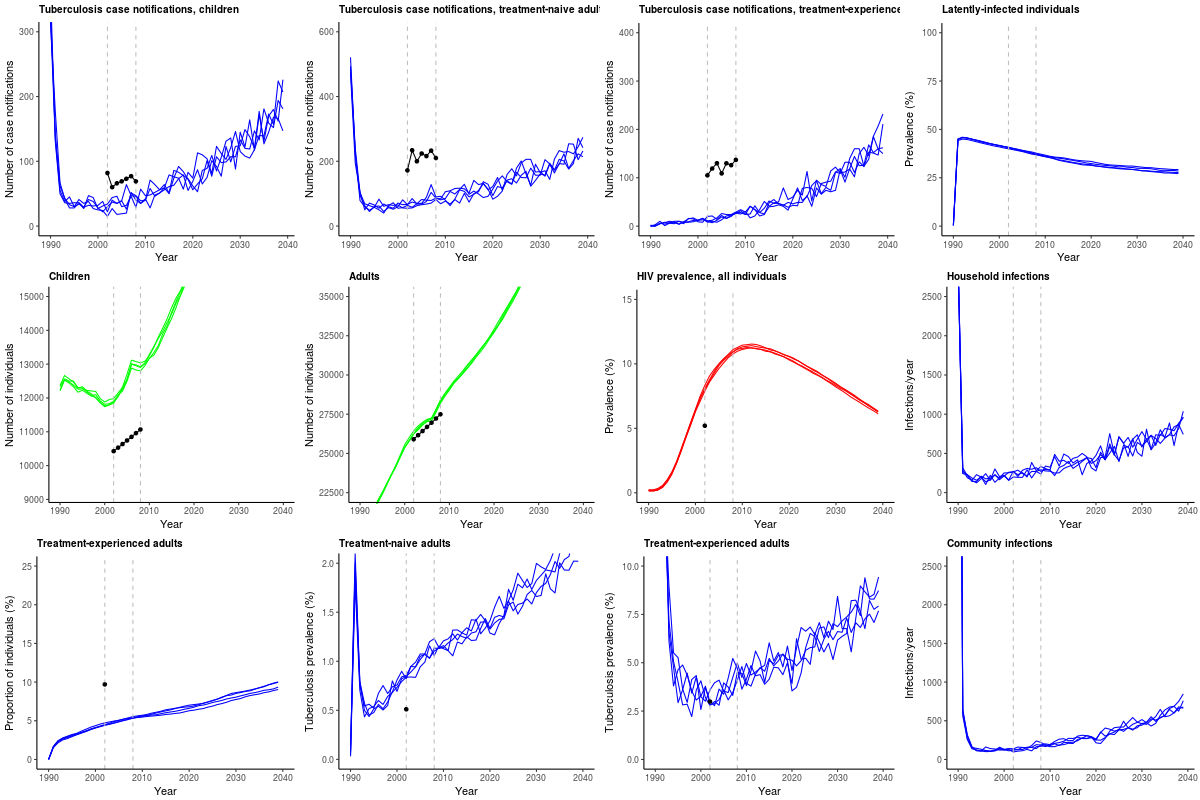 Tuberculosis case notifications, children
Number of case notifications
300
200
100
0
1990 2000 2010 2020 2030 2040
Year
Tuberculosis case notifications, treatment-naive adul
Number of case notifications
600
400
200
0
1990 2000 2010 2020 2030 2040
Year
Tuberculosis case notifications, treatment-experience
Number of case notifications
400
300
200
100
0
1990 2000 2010 2020 2030 2040
Year
Latently-infected individuals
Prevalence (%)
100
75
50
25
0
1990 2000 2010 2020 2030 2040
Year
Children
Number of individuals
15000
14000
13000
12000
11000
10000
9000
1990 2000 2010 2020 2030 2040
Year
Adults
Number of individuals
35000
32500
30000
27500
25000
22500
1990 2000 2010 2020 2030 2040
Year
HIV prevalence, all individuals
Prevalence (%)
15
10
5
0
1990 2000 2010 2020 2030 2040
Year
Household infections
Infections/year
2500
2000
1500
1000
500
0
1990 2000 2010 2020 2030 2040
Year
Treatment-experienced adults
Proportion of individuals (%)
25
20
15
10
5
0
1990 2000 2010 2020 2030 2040
Year
Treatment-naive adults
Tuberculosis prevalence (%)
2.0
1.5
1.0
0.5
0.0
1990 2000 2010 2020 2030 2040
Year
Treatment-experienced adults
Tuberculosis prevalence (%)
10.0
7.5
5.0
2.5
0.0
1990 2000 2010 2020 2030 2040
Year
Community infections
Infections/year
2500
2000
1500
1000
500
0
1990 2000 2010 2020 2030 2040
Year